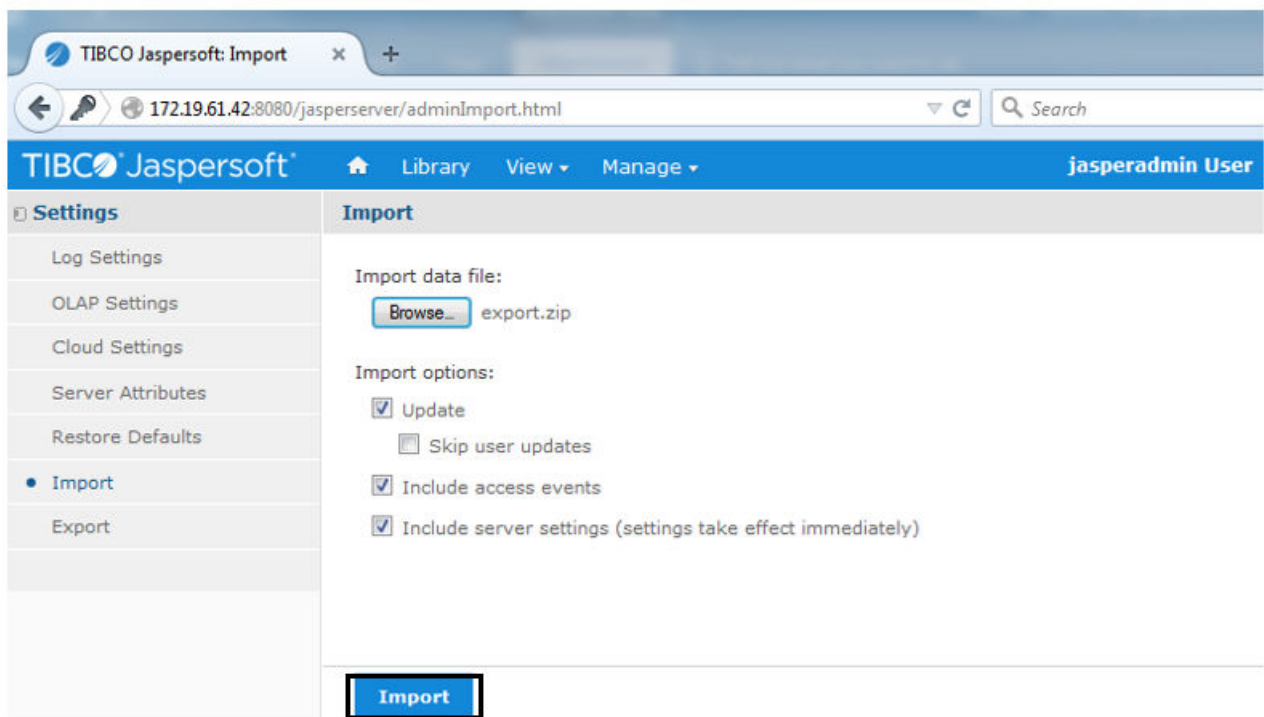 TIBCO Jaspersoft: Import × +
172.19.61.42:8080/jasperserver/adminImport.html Search
TIBCO Jaspersoft Library View Manage jasperadmin User
Settings
Log Settings
OLAP Settings
Cloud Settings
Server Attributes
Restore Defaults
Import
Export
Import
Import data file:
Browse... export.zip
Import options:
Update
Skip user updates
Include access events
Include server settings (settings take effect immediately)
Import